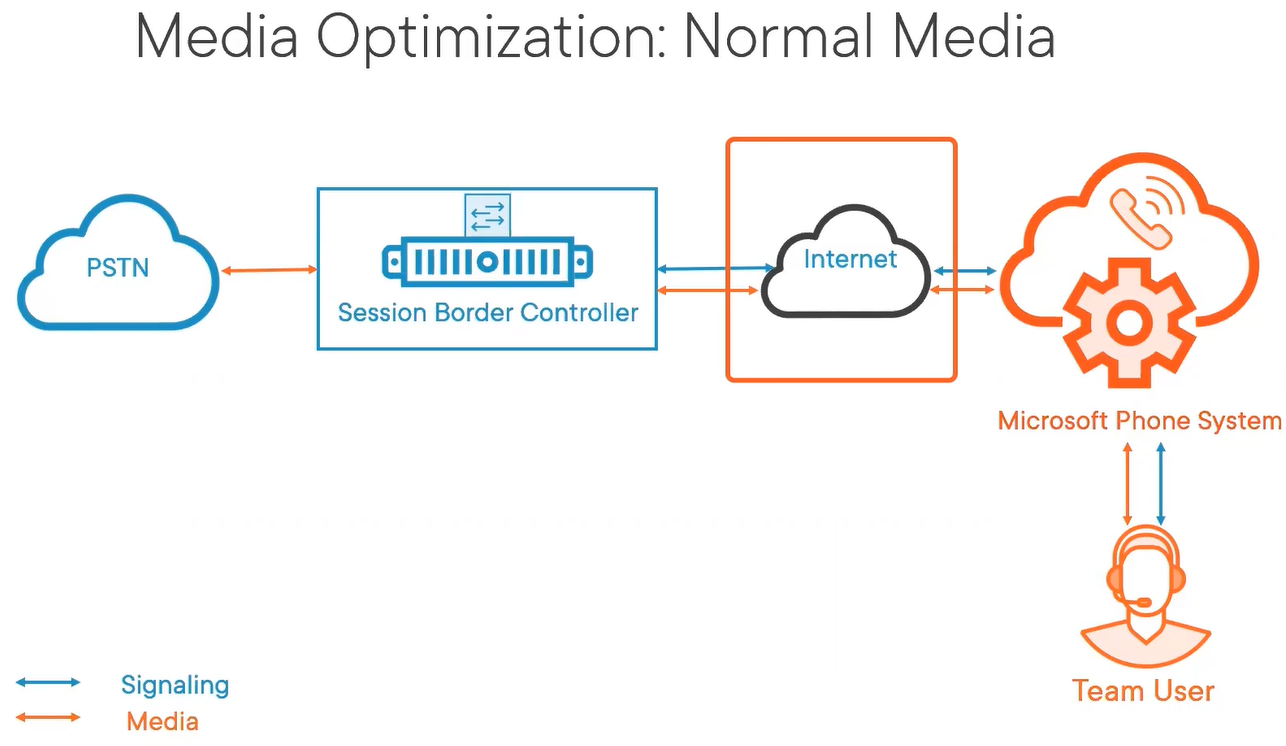 Media Optimization: Normal Media
PSTN
Session Border Controller
Internet
Microsoft Phone System
Team User
Signaling
Media